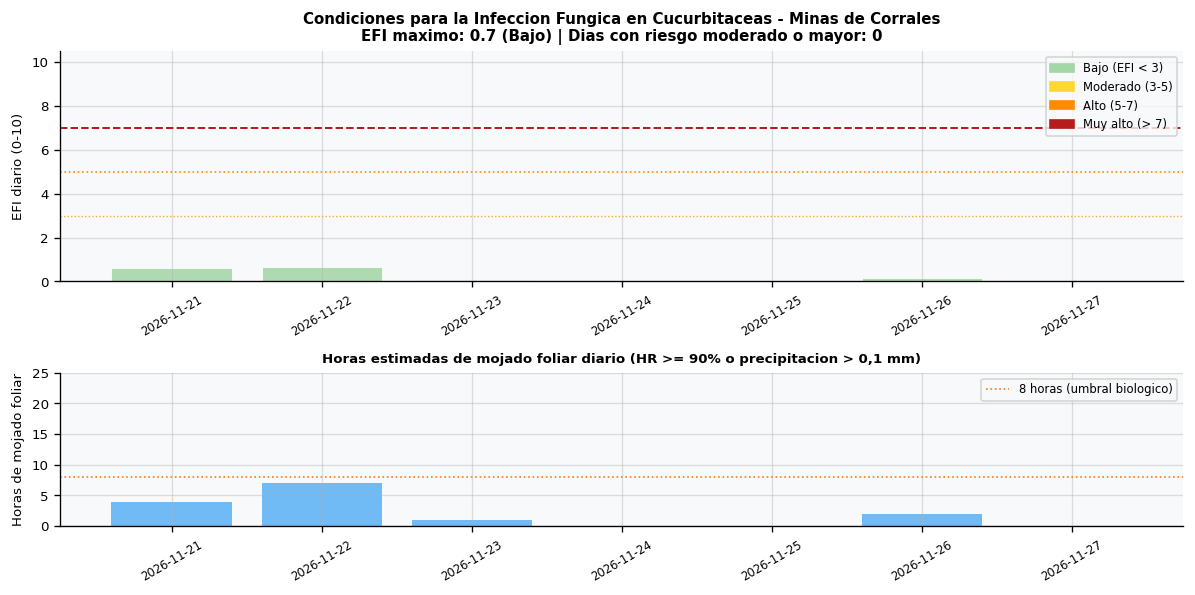 Condiciones para la Infeccion Fungica en Cucurbitaceas - Minas de Corrales
EFI maximo: 0.7 (Bajo) | Dias con riesgo moderado o mayor: 0
EFI diario (0-10)
10
8
6
4
2
0
Bajo (EFI < 3)
Moderado (3-5)
Alto (5-7)
Muy alto (> 7)
2026-11-21
2026-11-22
2026-11-23
2026-11-24
2026-11-25
2026-11-26
2026-11-27
Horas estimadas de mojado foliar diario (HR >= 90% o precipitacion > 0,1 mm)
Horas de mojado foliar
25
20
15
10
5
0
8 horas (umbral biologico)
2026-11-21
2026-11-22
2026-11-23
2026-11-24
2026-11-25
2026-11-26
2026-11-27